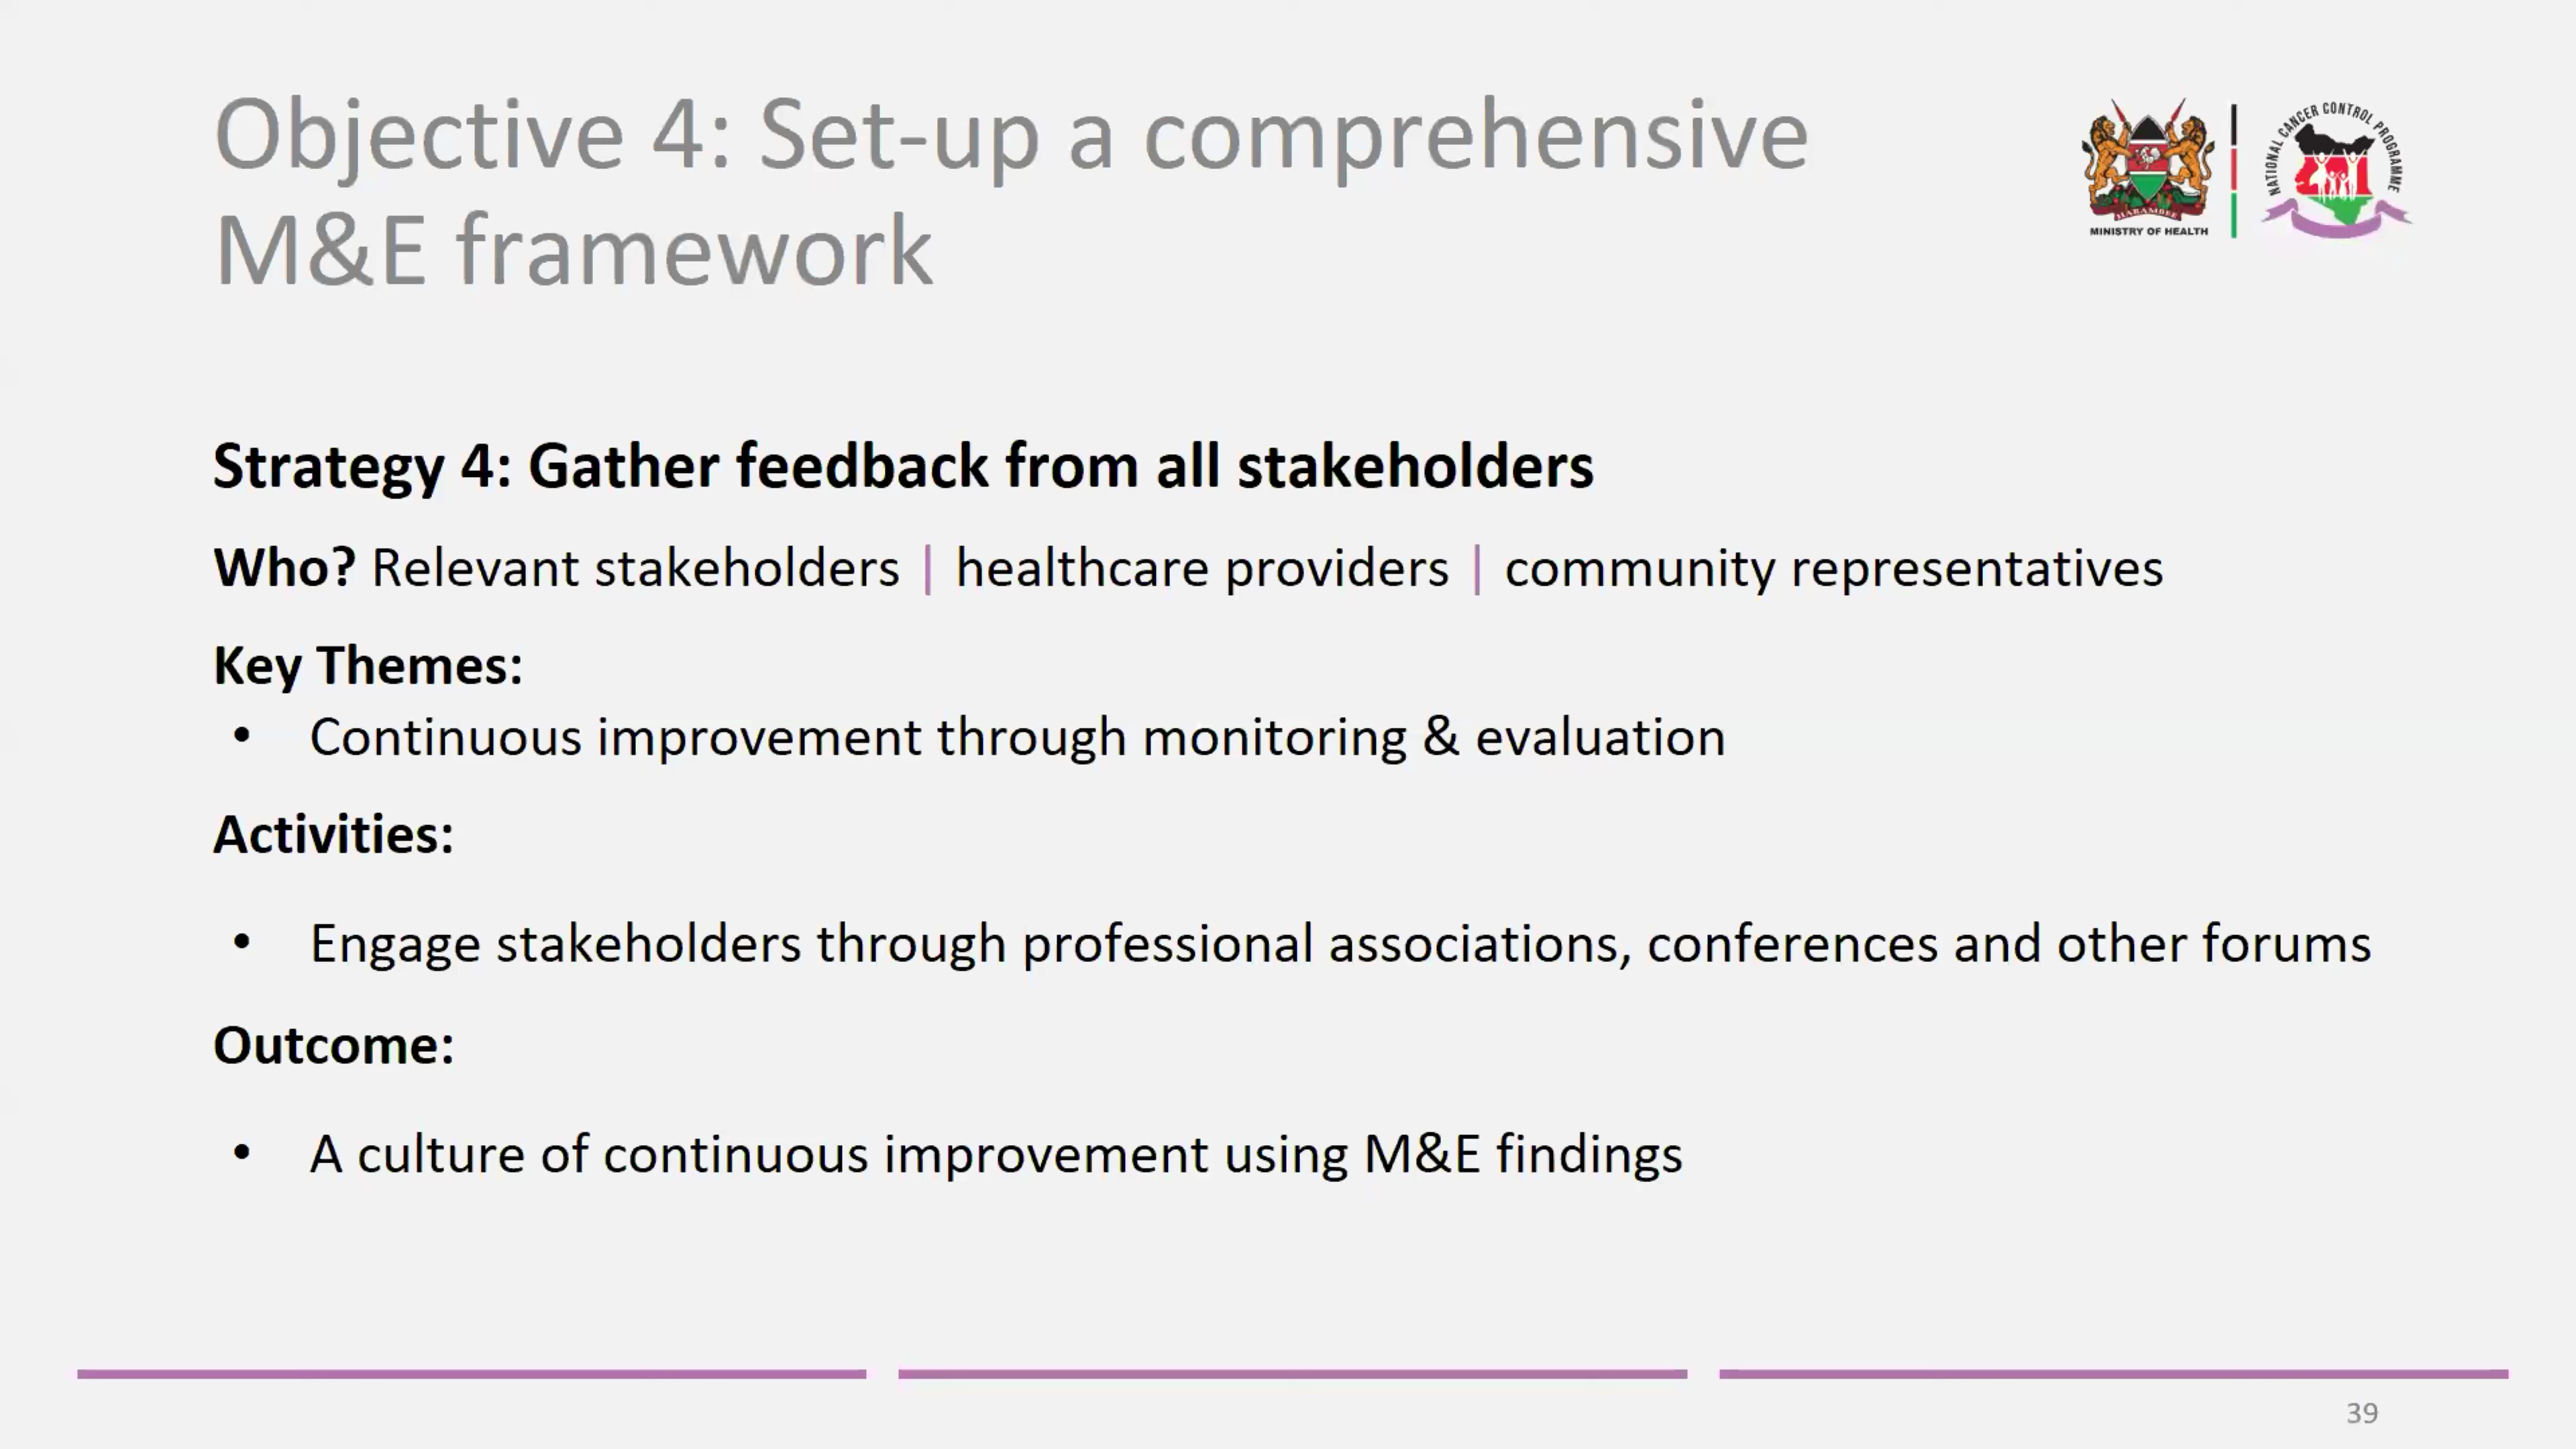 Objective 4: Set-up a comprehensive
M&E framework
HARAMBEE
MINISTRY OF HEALTH
NATIONAL CANCER CONTROL PROGRAMME
Strategy 4: Gather feedback from all stakeholders
Who? Relevant stakeholders | healthcare providers | community representatives
Key Themes:
• Continuous improvement through monitoring & evaluation
Activities:
• Engage stakeholders through professional associations, conferences and other forums
Outcome:
• A culture of continuous improvement using M&E findings
39